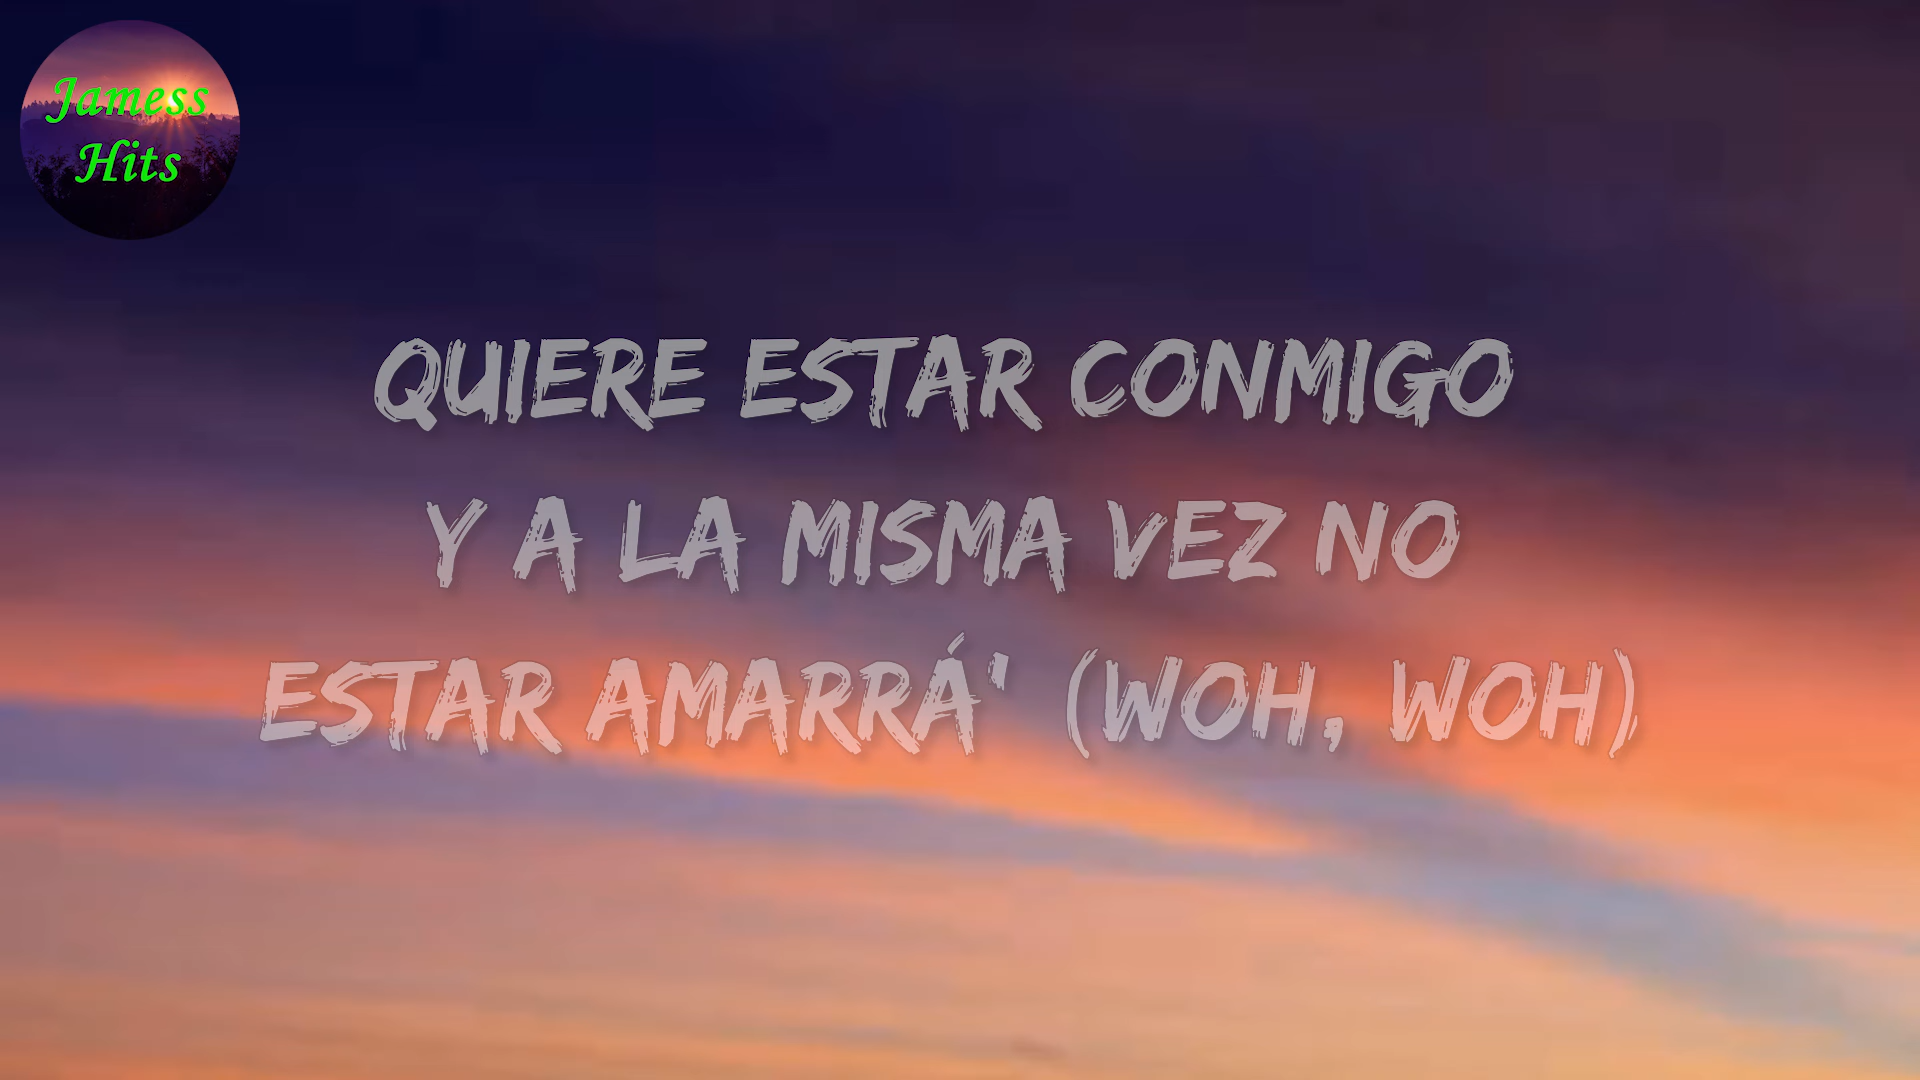 Jamess
Hits
QUIERE ESTAR CONMIGO
Y A LA MISMA VEZ NO
ESTAR AMARRÁ' (WOH, WOH)